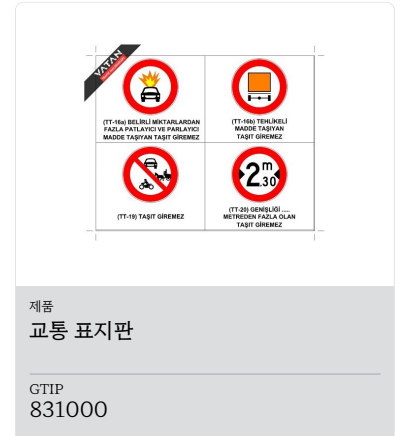 VATAN
(TT-16a) BELİRLİ MİKTARLARDAN
FAZLA PATLAYICI VE PARLAYICI
MADDE TAŞIYAN TAŞIT GİREMEZ
(TT-16b) TEHLİKELİ
MADDE TAŞIYAN
TAŞIT GİREMEZ
2m
.30
(TT-19) TAŞIT GİREMEZ
(TT-20) GENİŞLİĞİ .....
METREDEN FAZLA OLAN
TAŞIT GİREMEZ
제품
교통 표지판
GTIP
831000